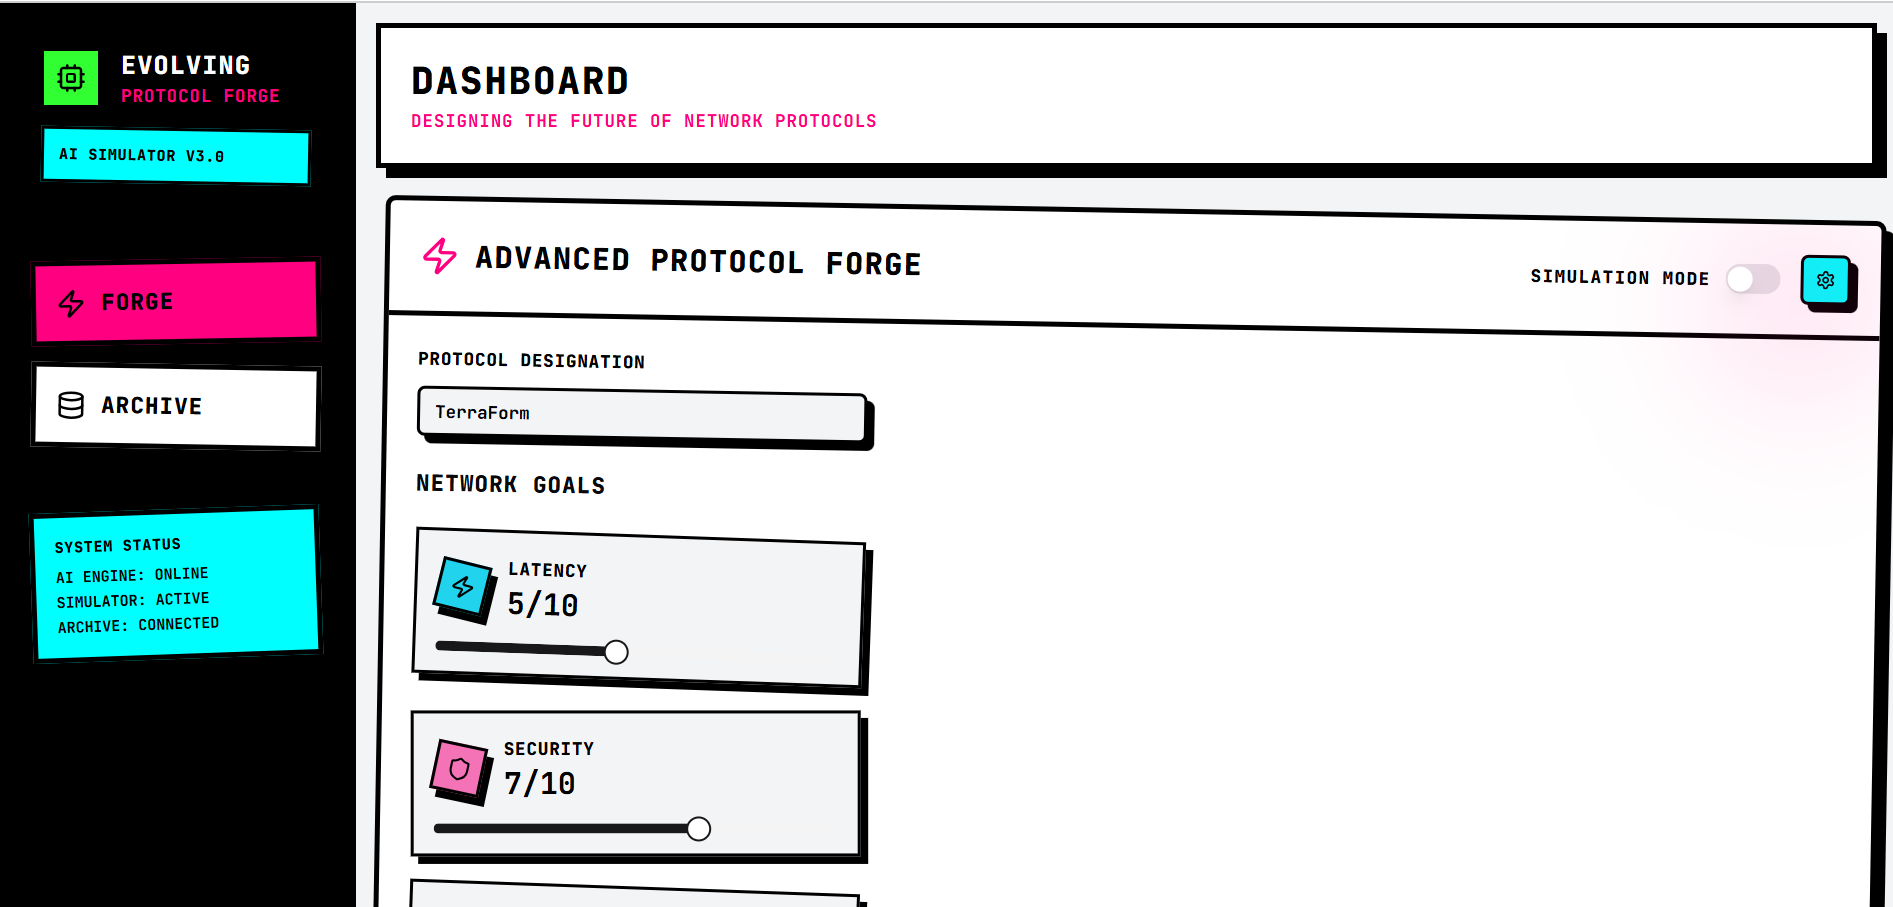 EVOLVING
PROTOCOL FORGE
AI SIMULATOR V3.0
FORGE
ARCHIVE
SYSTEM STATUS
AI ENGINE: ONLINE
SIMULATOR: ACTIVE
ARCHIVE: CONNECTED
DASHBOARD
DESIGNING THE FUTURE OF NETWORK PROTOCOLS
ADVANCED PROTOCOL FORGE
SIMULATION MODE
PROTOCOL DESIGNATION
TerraForm
NETWORK GOALS
LATENCY
5/10
SECURITY
7/10